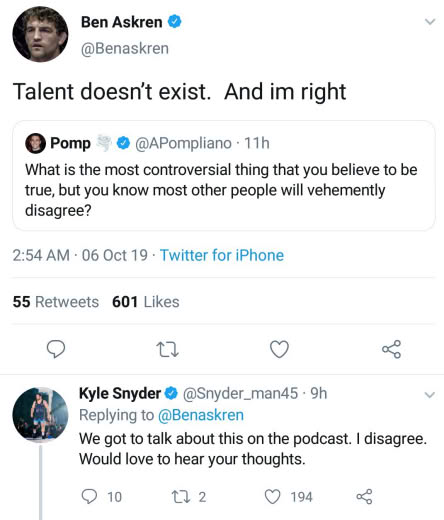 Ben Askren
@Benaskren
Talent doesn't exist.  And im right
Pomp 🌪 @APompliano · 11h
What is the most controversial thing that you believe to be
true, but you know most other people will vehemently
disagree?
2:54 AM · 06 Oct 19 · Twitter for iPhone
55 Retweets 601 Likes
Kyle Snyder @Snyder_man45 · 9h
Replying to @Benaskren
We got to talk about this on the podcast. I disagree.
Would love to hear your thoughts.
10 2 194